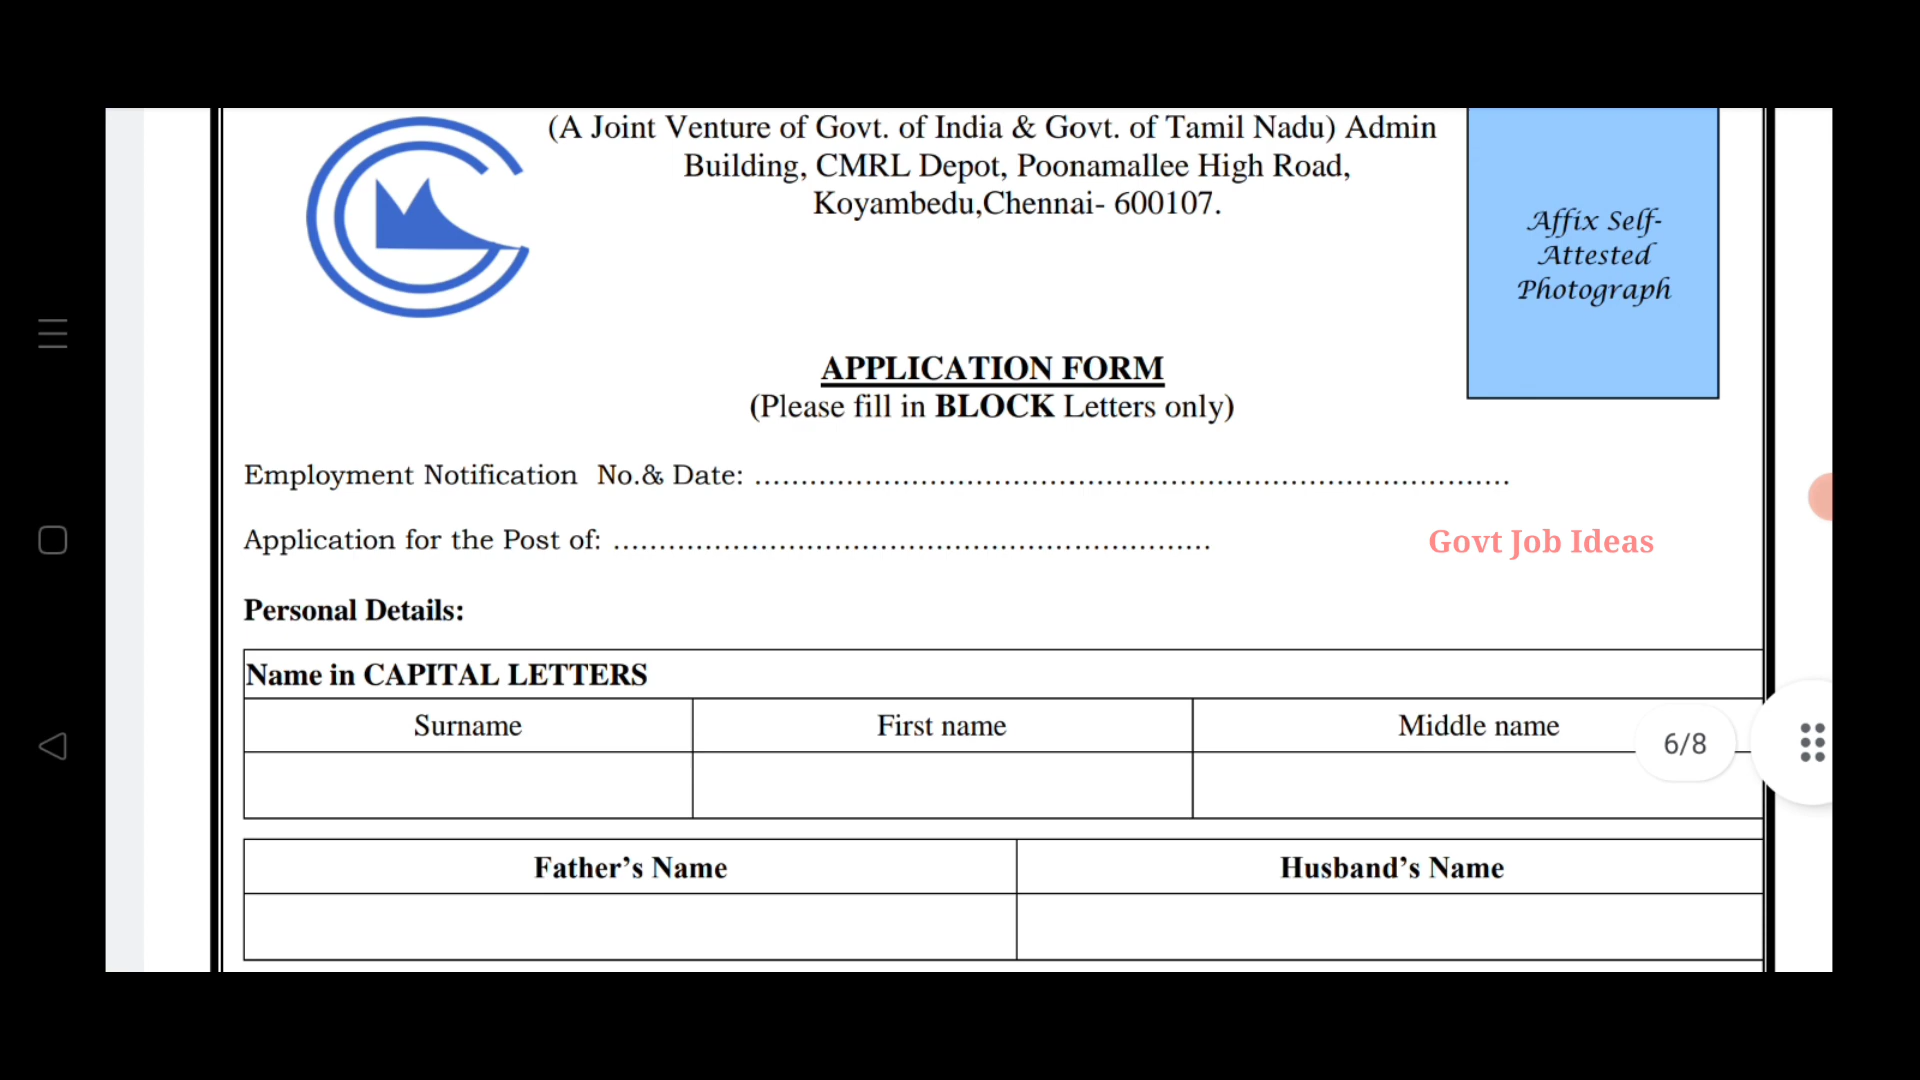 (A Joint Venture of Govt. of India & Govt. of Tamil Nadu) Admin
Building, CMRL Depot, Poonamallee High Road,
Koyambedu,Chennai- 600107.
Affix Self-
Attested
Photograph
APPLICATION FORM
(Please fill in BLOCK Letters only)
Employment Notification No.& Date: ..................................................................................
Application for the Post of: .................................................................
Govt Job Ideas
Personal Details:
Name in CAPITAL LETTERS
Surname First name Middle name
6/8
Father’s Name Husband’s Name